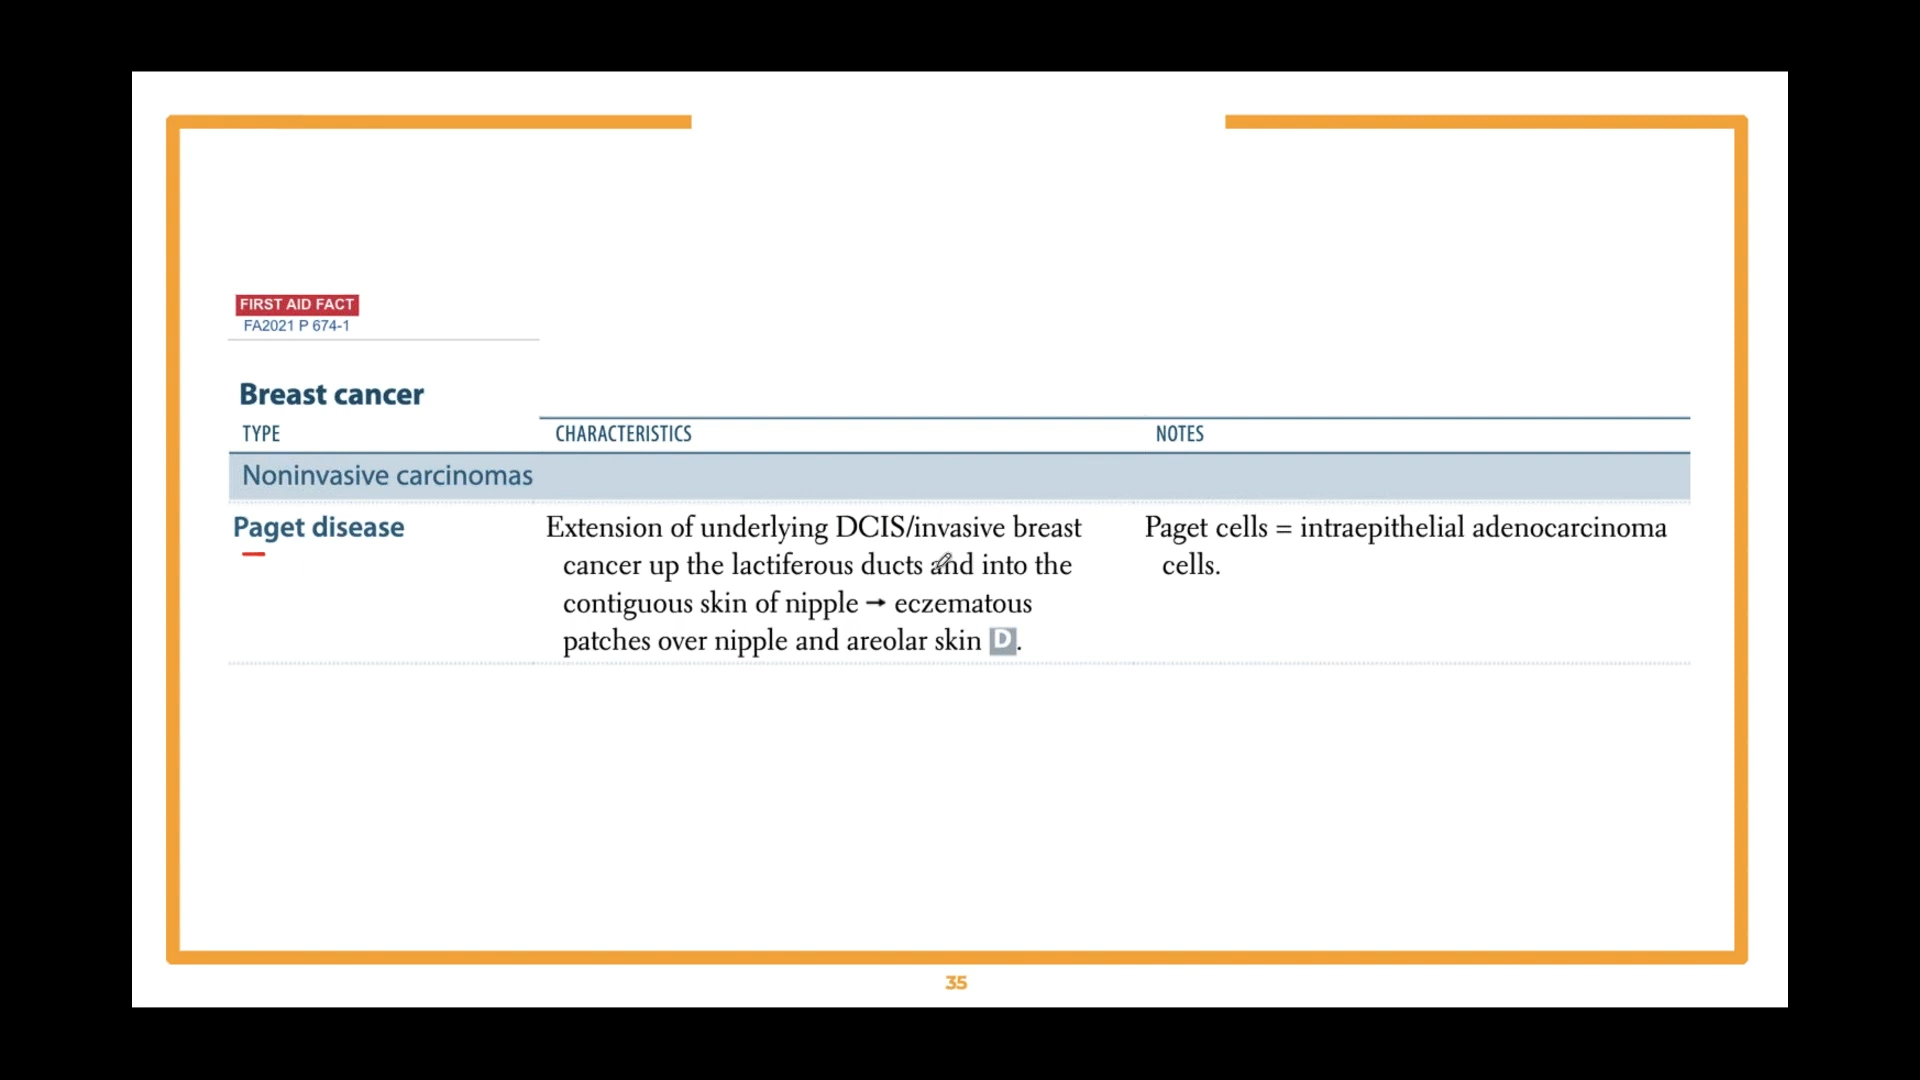 FIRST AID FACT
FA2021 P 674-1
Breast cancer
TYPE CHARACTERISTICS NOTES
Noninvasive carcinomas
Paget disease
Extension of underlying DCIS/invasive breast
cancer up the lactiferous ducts and into the
contiguous skin of nipple → eczematous
patches over nipple and areolar skin D.
Paget cells = intraepithelial adenocarcinoma
cells.
35